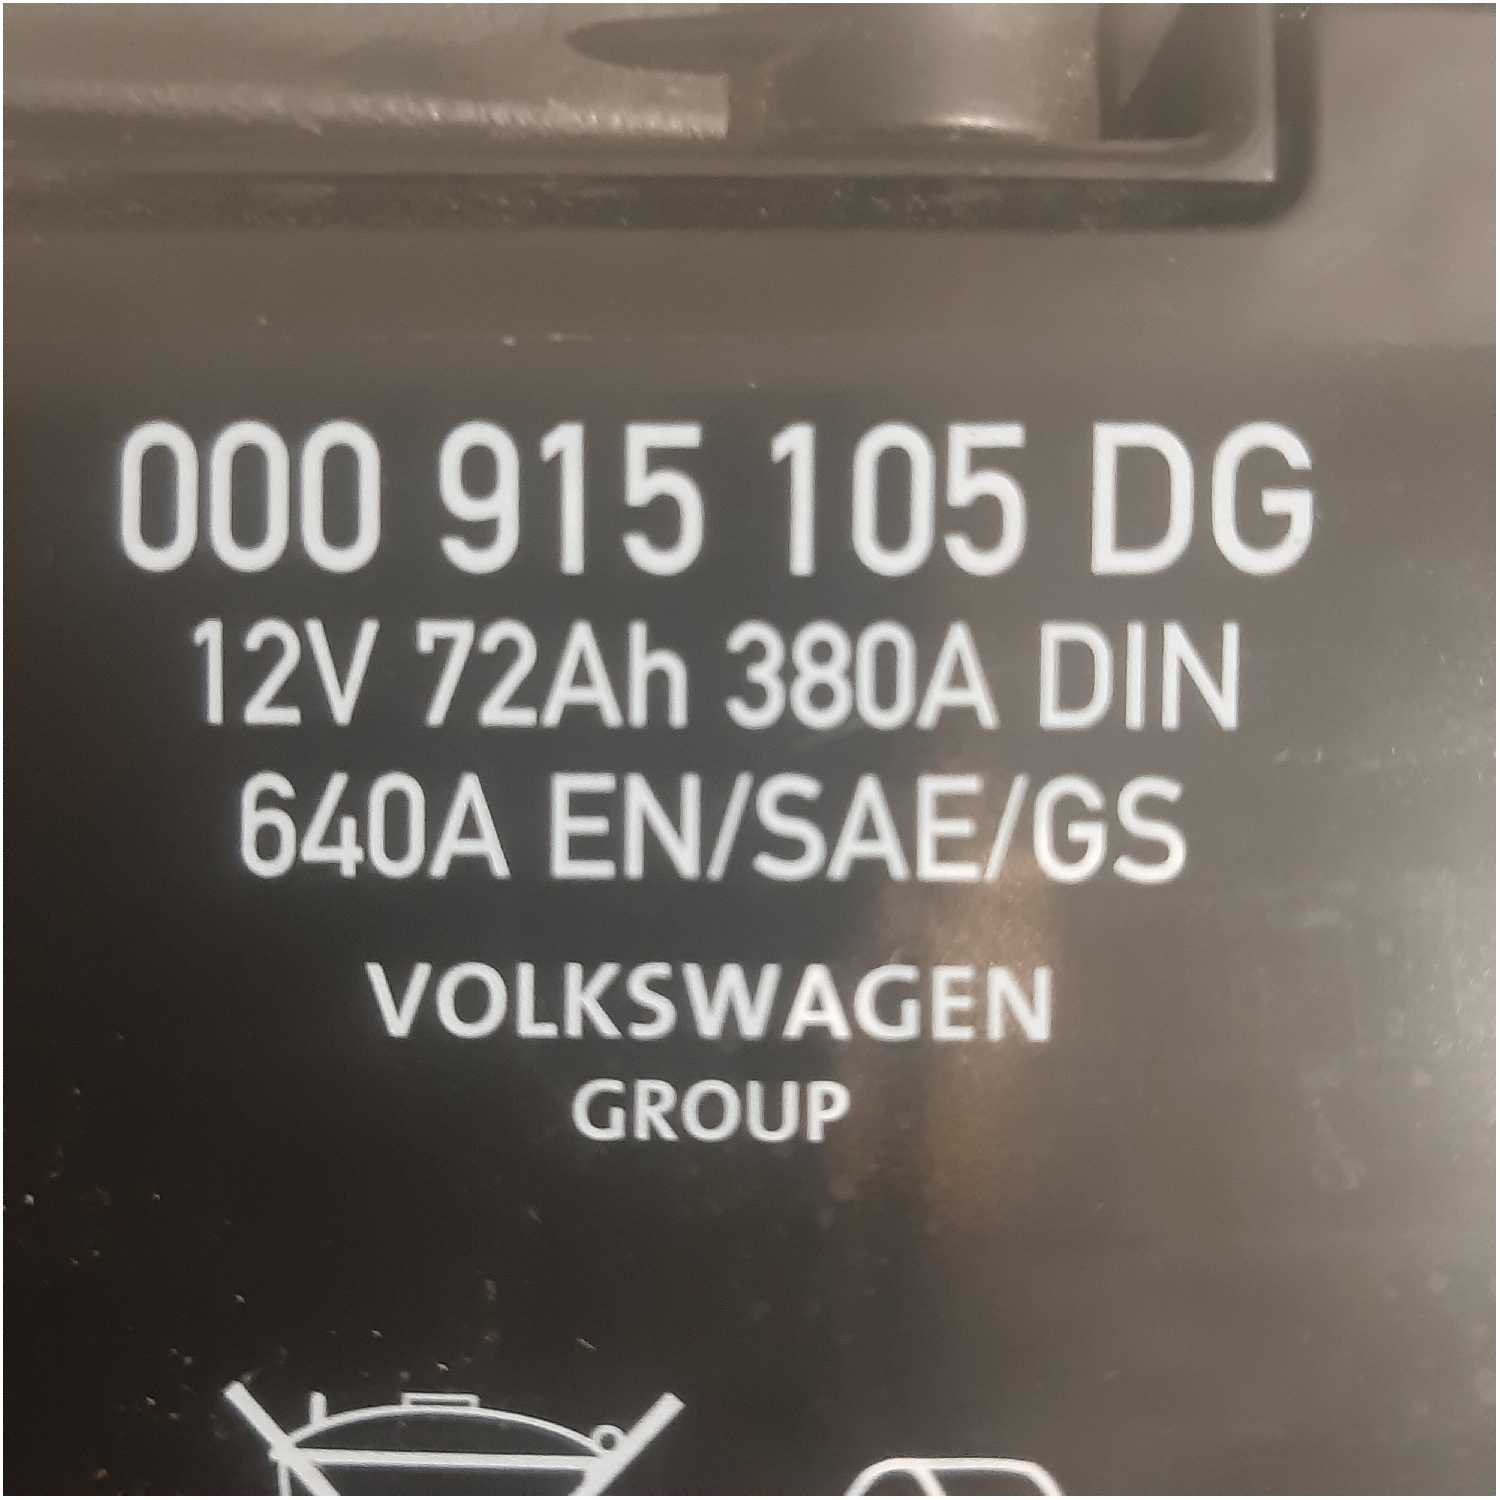 000 915 105 DG
12V 72Ah 380A DIN
640A EN/SAE/GS
VOLKSWAGEN
GROUP